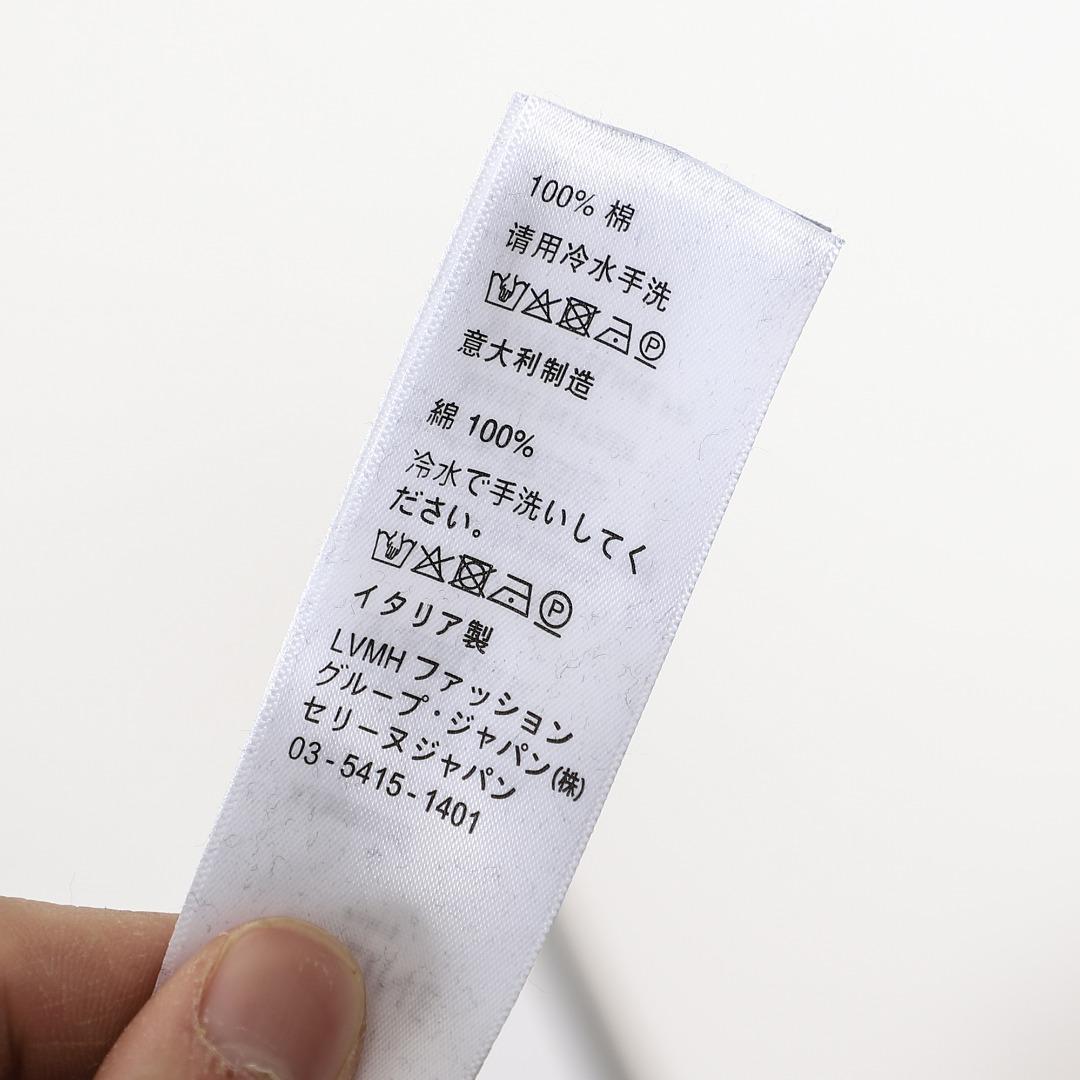 100% 棉
请用冷水手洗
P
意大利制造
綿 100%
冷水で手洗いしてく
ださい。
P
イタリア製
LVMH ファッション
グループ・ジャパン(株)
セリーヌジャパン
03-5415-1401